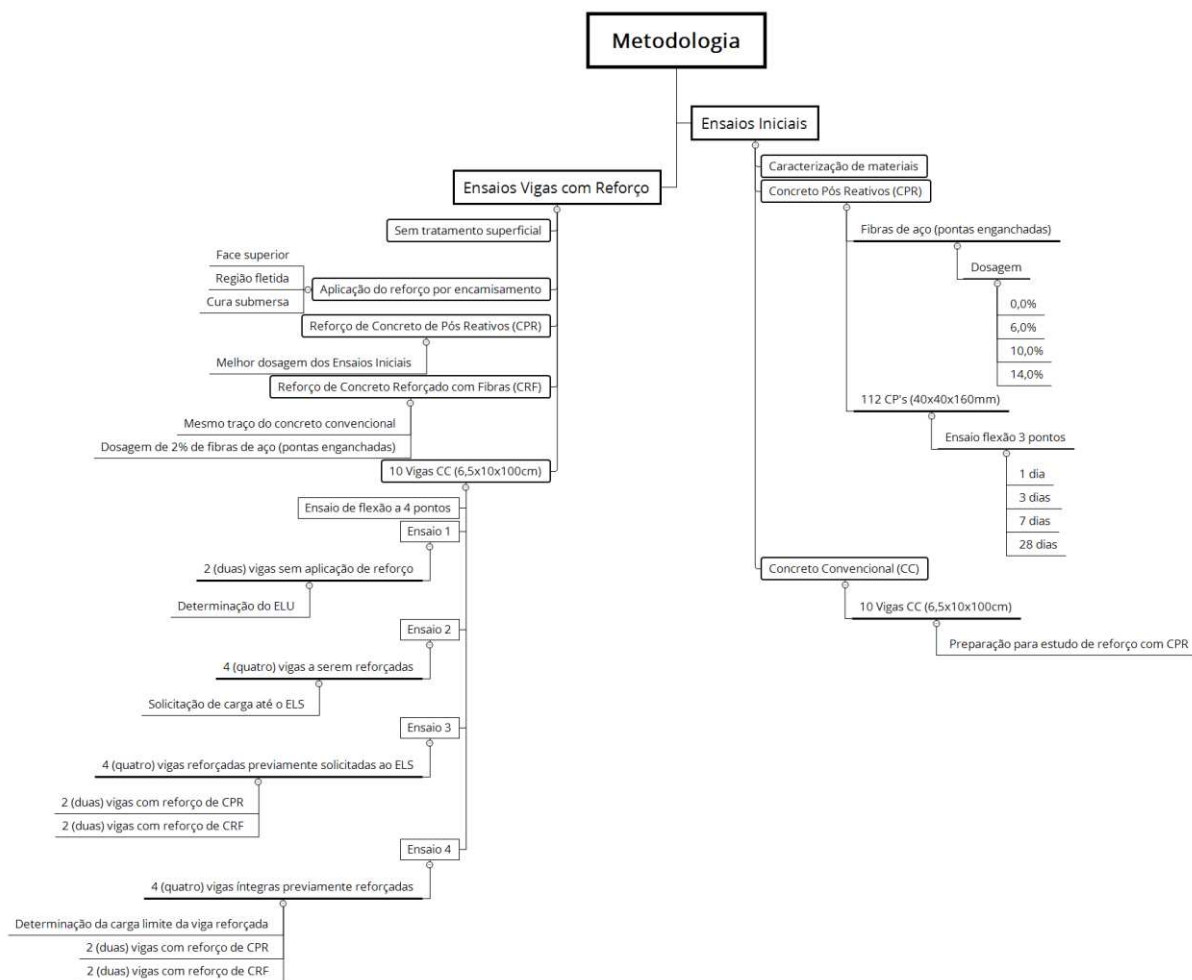 Metodologia
Ensaios Iniciais
Caracterização de materiais
Concreto Pós Reativos (CPR)
Fibras de aço (pontas enganchadas)
Dosagem
0,0%
6,0%
10,0%
14,0%
112 CP's (40x40x160mm)
Ensaio flexão 3 pontos
1 dia
3 dias
7 dias
28 dias
Concreto Convencional (CC)
10 Vigas CC (6,5x10x100cm)
Preparação para estudo de reforço com CPR
Ensaios Vigas com Reforço
Sem tratamento superficial
Aplicação do reforço por encamisamento
Face superior
Região fletida
Cura submersa
Reforço de Concreto de Pós Reativos (CPR)
Melhor dosagem dos Ensaios Iniciais
Reforço de Concreto Reforçado com Fibras (CRF)
Mesmo traço do concreto convencional
Dosagem de 2% de fibras de aço (pontas enganchadas)
10 Vigas CC (6,5x10x100cm)
Ensaio de flexão a 4 pontos
Ensaio 1
2 (duas) vigas sem aplicação de reforço
Determinação do ELU
Ensaio 2
4 (quatro) vigas a serem reforçadas
Solicitação de carga até o ELS
Ensaio 3
4 (quatro) vigas reforçadas previamente solicitadas ao ELS
2 (duas) vigas com reforço de CPR
2 (duas) vigas com reforço de CRF
Ensaio 4
4 (quatro) vigas íntegras previamente reforçadas
Determinação da carga limite da viga reforçada
2 (duas) vigas com reforço de CPR
2 (duas) vigas com reforço de CRF